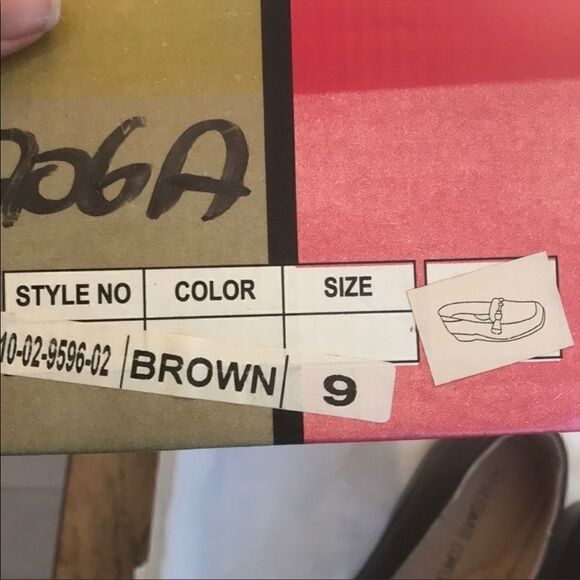 706A
STYLE NO COLOR SIZE
10-02-9596-02 BROWN 9